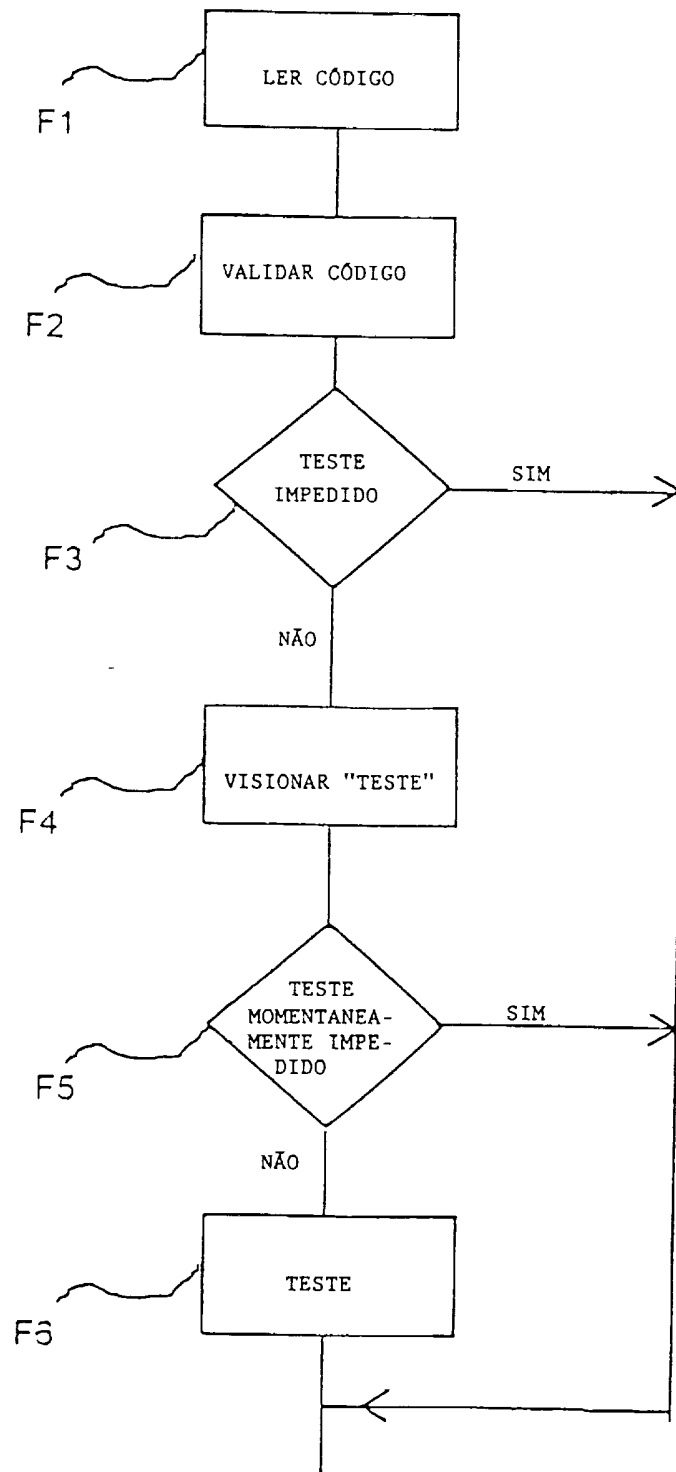 LER CÓDIGO
F1
VALIDAR CÓDIGO
F2
TESTE
IMPEDIDO
SIM
F3
NÃO
VISIONAR "TESTE"
F4
TESTE
MOMENTANEA-
MENTE IMPE-
DIDO
SIM
F5
NÃO
TESTE
F6